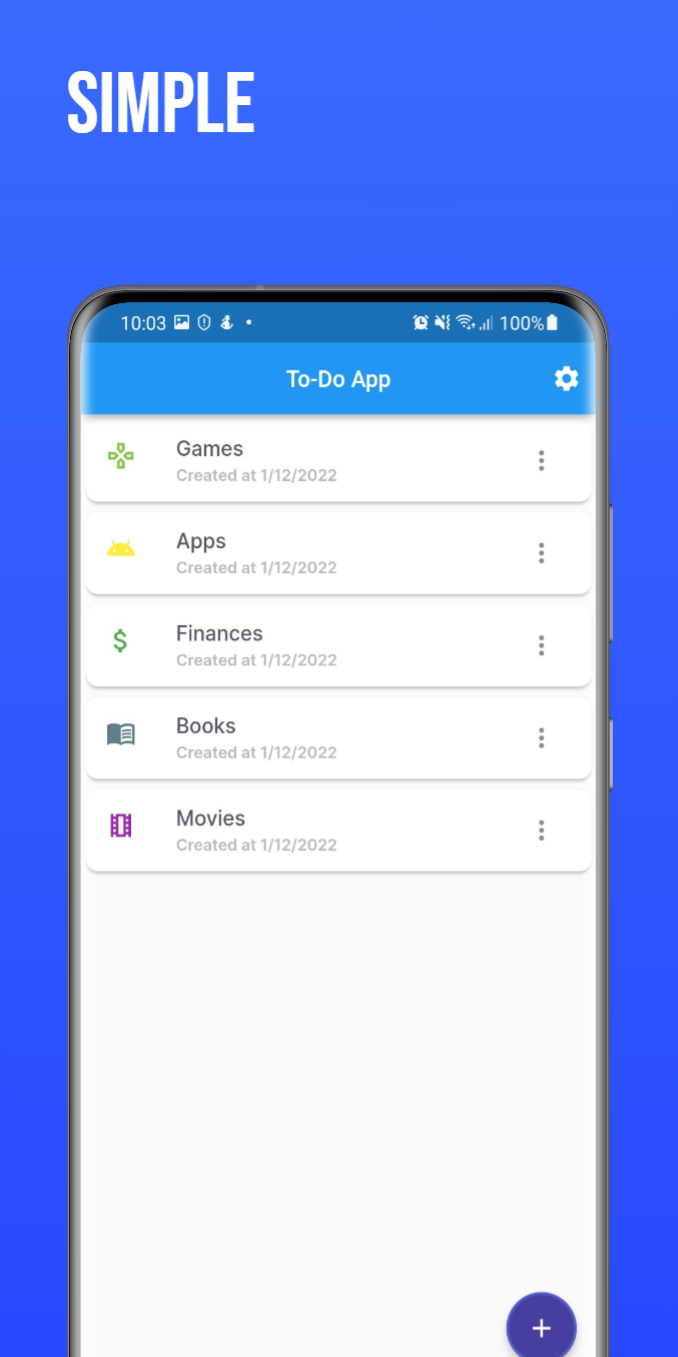 SIMPLE
10:03
100%
To-Do App
Games
Created at 1/12/2022
Apps
Created at 1/12/2022
Finances
Created at 1/12/2022
Books
Created at 1/12/2022
Movies
Created at 1/12/2022
+